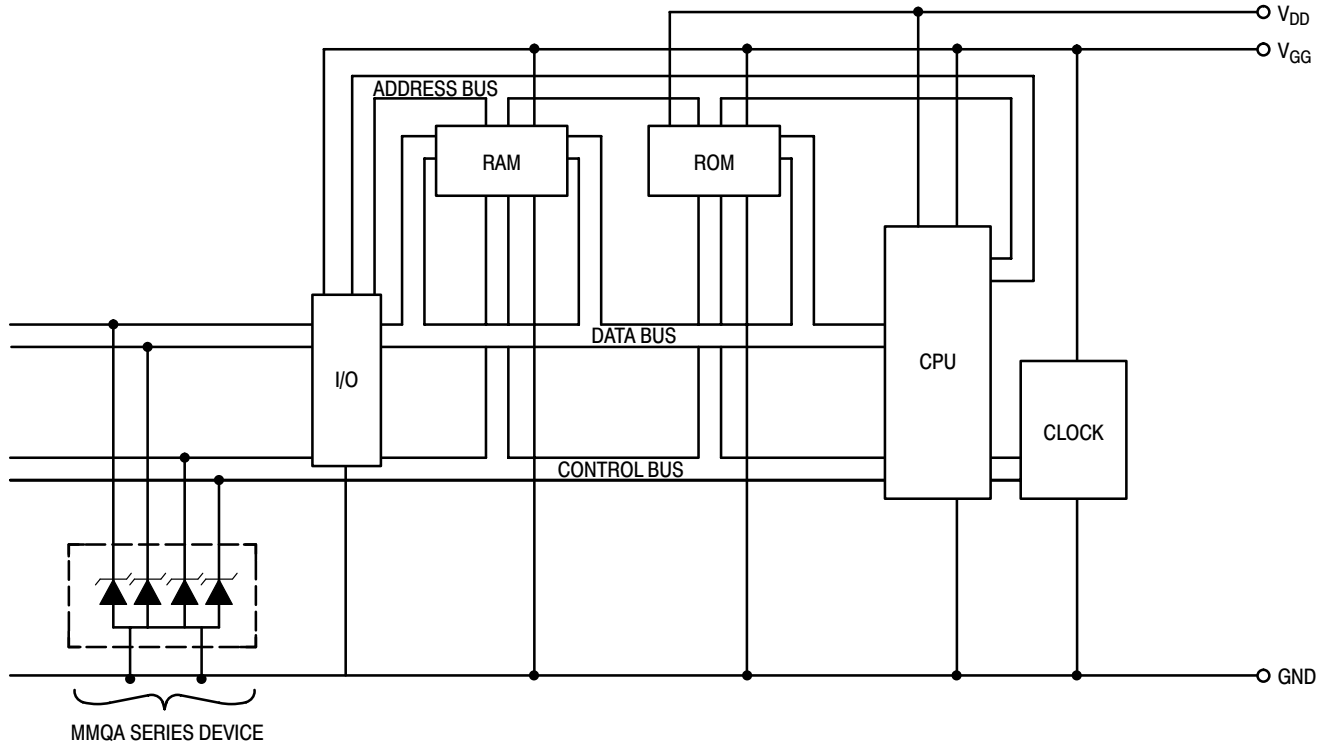 V_DD
V_GG
ADDRESS BUS
RAM
ROM
DATA BUS
CPU
I/O
CLOCK
CONTROL BUS
GND
MMQA SERIES DEVICE